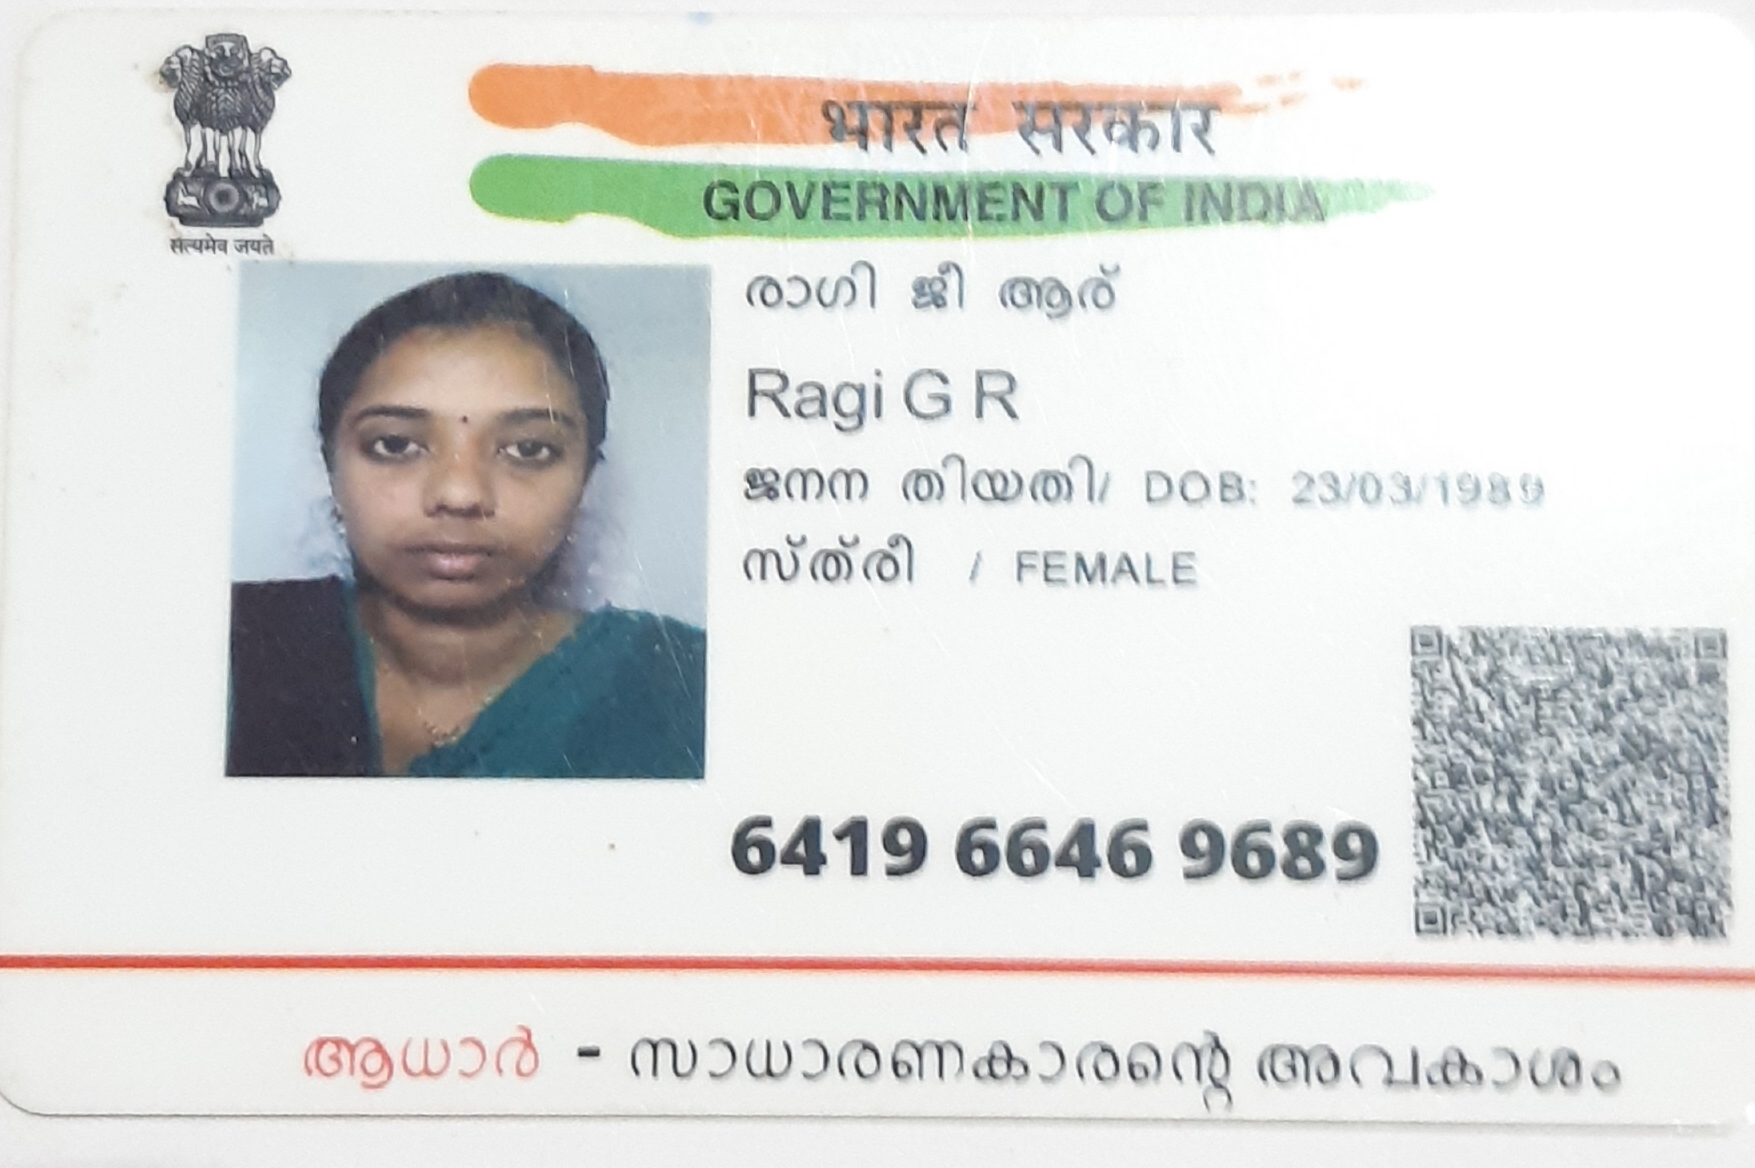 भारत सरकार
GOVERNMENT OF INDIA
सत्यमेव जयते
രാഗി ജീ ആര്
Ragi G R
ജനന തിയതി/ DOB: 23/03/1989
സ്ത്രീ / FEMALE
6419 6646 9689
ആധാർ - സാധാരണകാരന്റെ അവകാശം